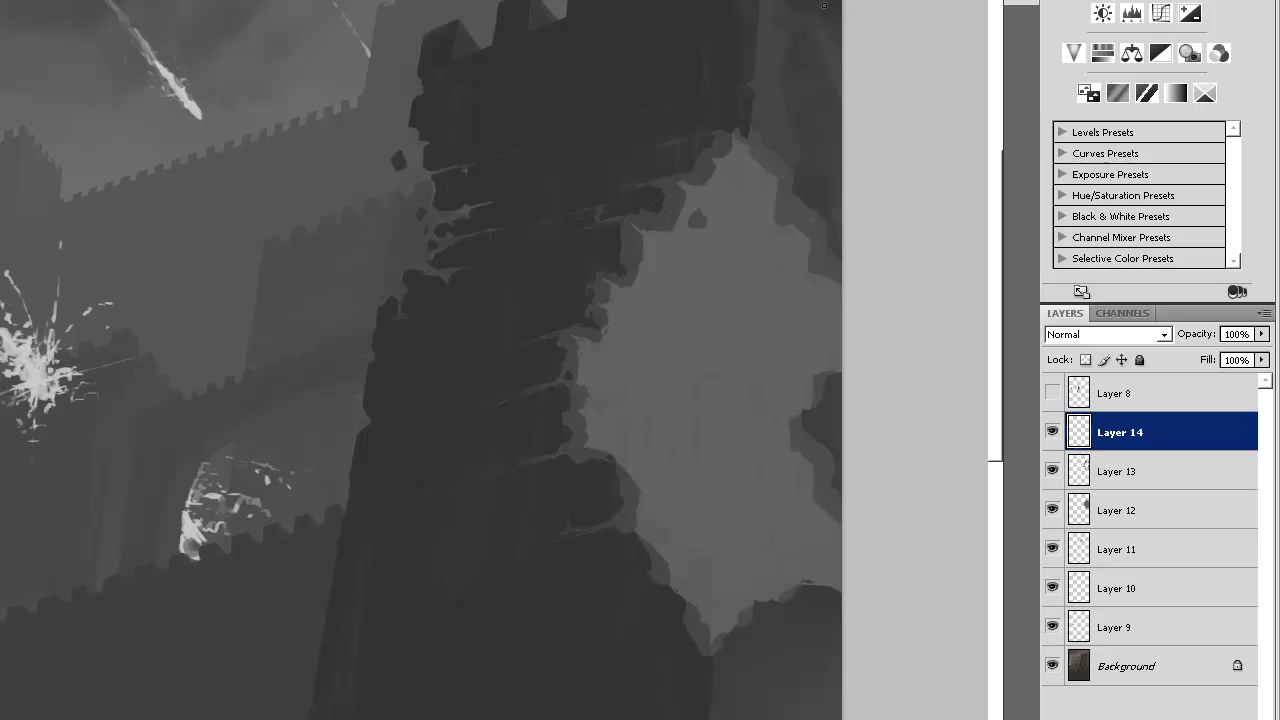 Levels Presets
Curves Presets
Exposure Presets
Hue/Saturation Presets
Black & White Presets
Channel Mixer Presets
Selective Color Presets
LAYERS CHANNELS
Normal Opacity: 100%
Lock: Fill: 100%
Layer 8
Layer 14
Layer 13
Layer 12
Layer 11
Layer 10
Layer 9
Background